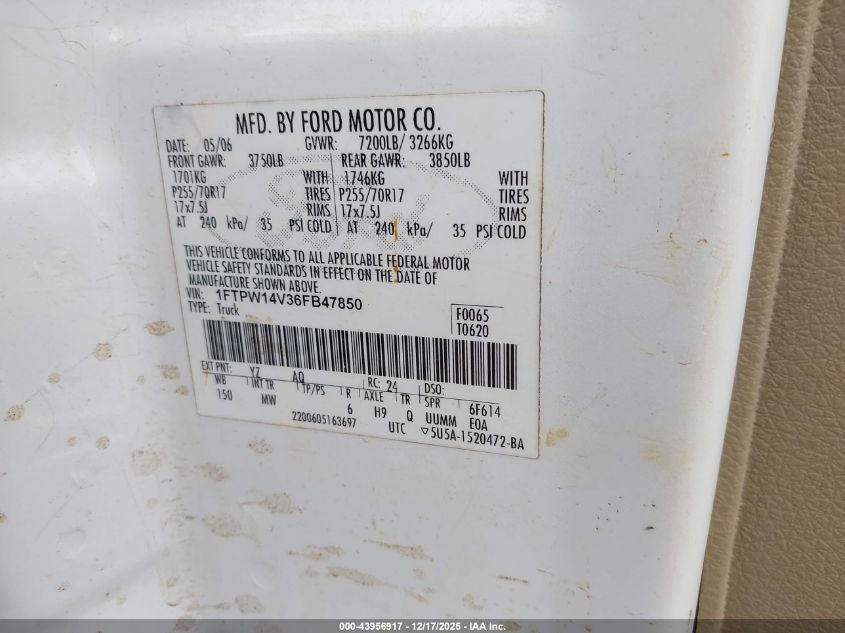 MFD. BY FORD MOTOR CO.
DATE: 05/06 GVWR: 7200LB/ 3266KG
FRONT GAWR: 3750LB REAR GAWR: 3850LB
1701KG WITH 1746KG WITH
P255/70R17 TIRES P255/70R17 TIRES
17x7.5J RIMS 17x7.5J RIMS
AT 240 kPa/ 35 PSI COLD AT 240 kPa/ 35 PSI COLD
THIS VEHICLE CONFORMS TO ALL APPLICABLE FEDERAL MOTOR
VEHICLE SAFETY STANDARDS IN EFFECT ON THE DATE OF
MANUFACTURE SHOWN ABOVE.
VIN: 1FTPW14V36FB47850
TYPE: Truck
F0065
T0620
EXT PNT: YZ AQ RC: 24 DSO:
WB INT TR TP/PS R AXLE TR SPR 6F614
150 MW 6 H9 Q UUMM EOA
2200605163697 UTC ▽5U5A-1520472-BA
000-43956917 - 12/17/2025 - IAA Inc.